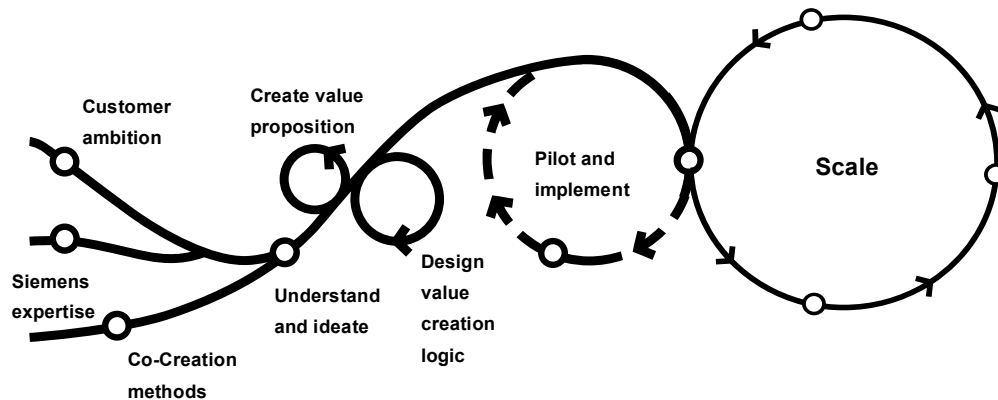 Customer
ambition
Siemens
expertise
Co-Creation
methods
Create value
proposition
Understand
and ideate
Design
value
creation
logic
Pilot and
implement
Scale